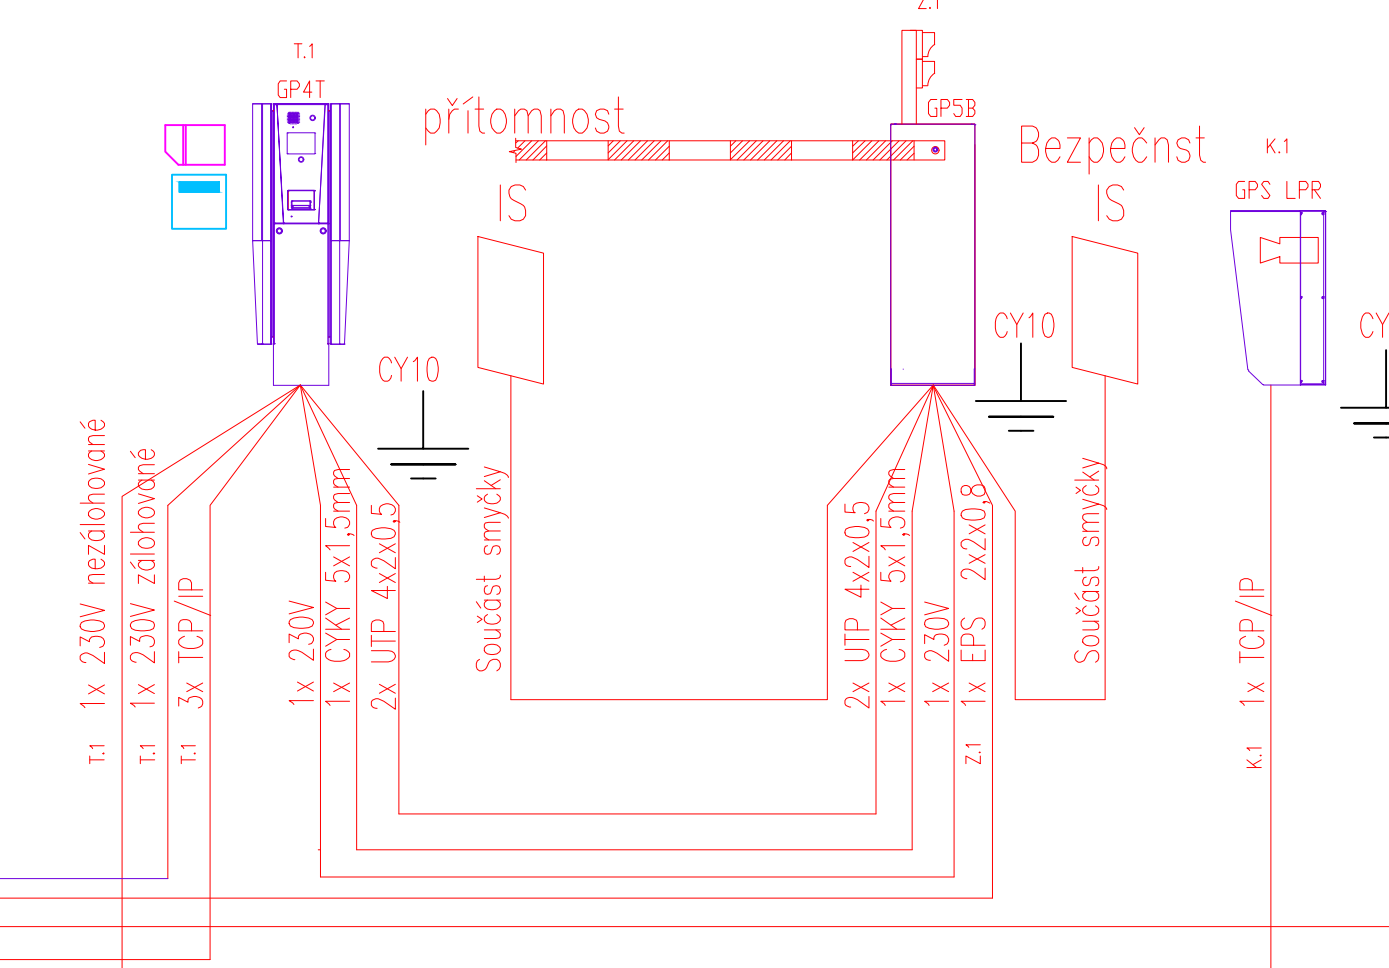 Z.1
T.1
GP4T
přítomnost
GP5B
Bezpečnst
K.1
IS
IS
GPS LPR
CY10
CY10
CY
T.1 1x 230V nezálohované
T.1 1x 230V zálohované
T.1 3x TCP/IP
1x 230V
1x CYKY 5x1,5mm
2x UTP 4x2x0,5
Součást smyčky
2x UTP 4x2x0,5
1x CYKY 5x1,5mm
1x 230V
Z.1 1x EPS 2x2x0,8
Součást smyčky
K.1 1x TCP/IP